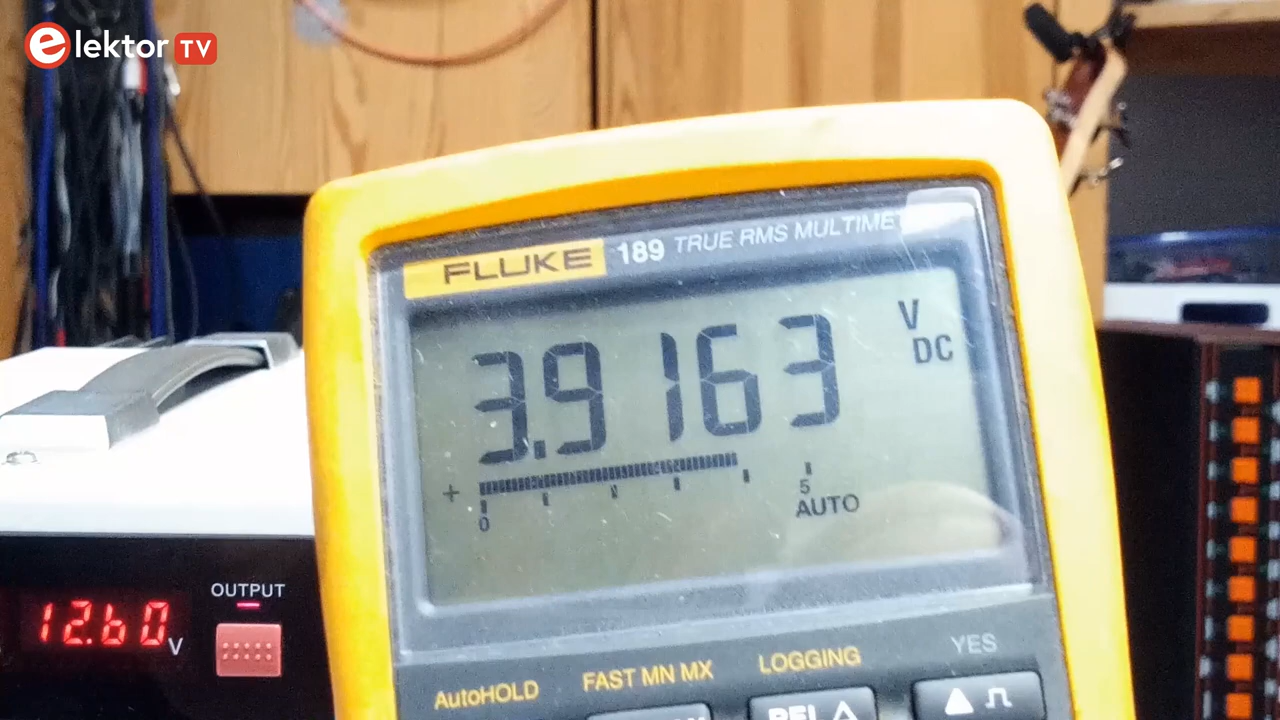 elektor TV
FLUKE 189 TRUE RMS MULTIMET
3.9163 V DC
+
0 5
AUTO
OUTPUT
12.60 V
YES
AutoHOLD FAST MN MX LOGGING
REL △